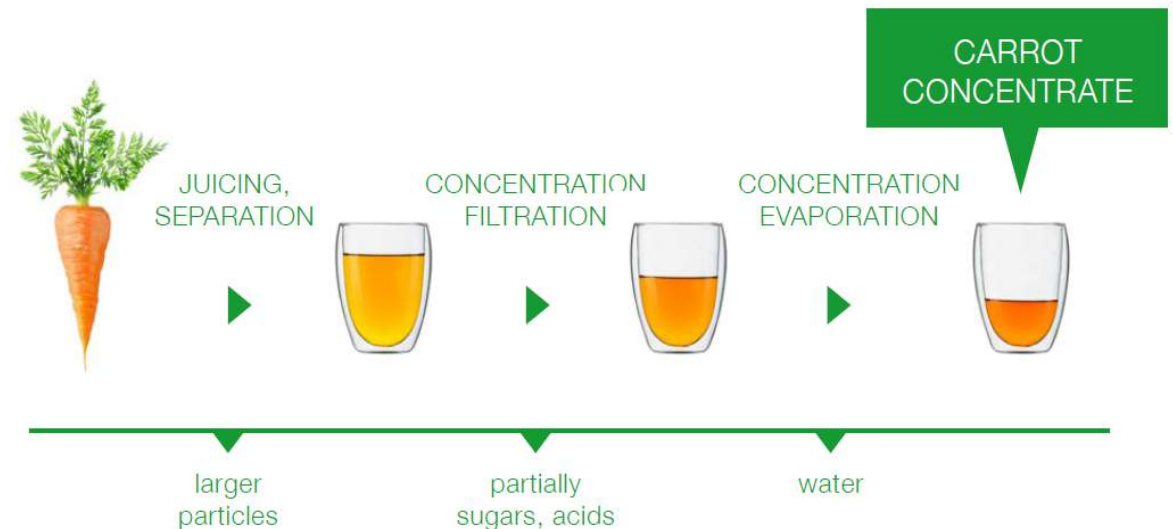 CARROT
CONCENTRATE
JUICING,
SEPARATION
CONCENTRATION
FILTRATION
CONCENTRATION
EVAPORATION
larger
particles
partially
sugars, acids
water